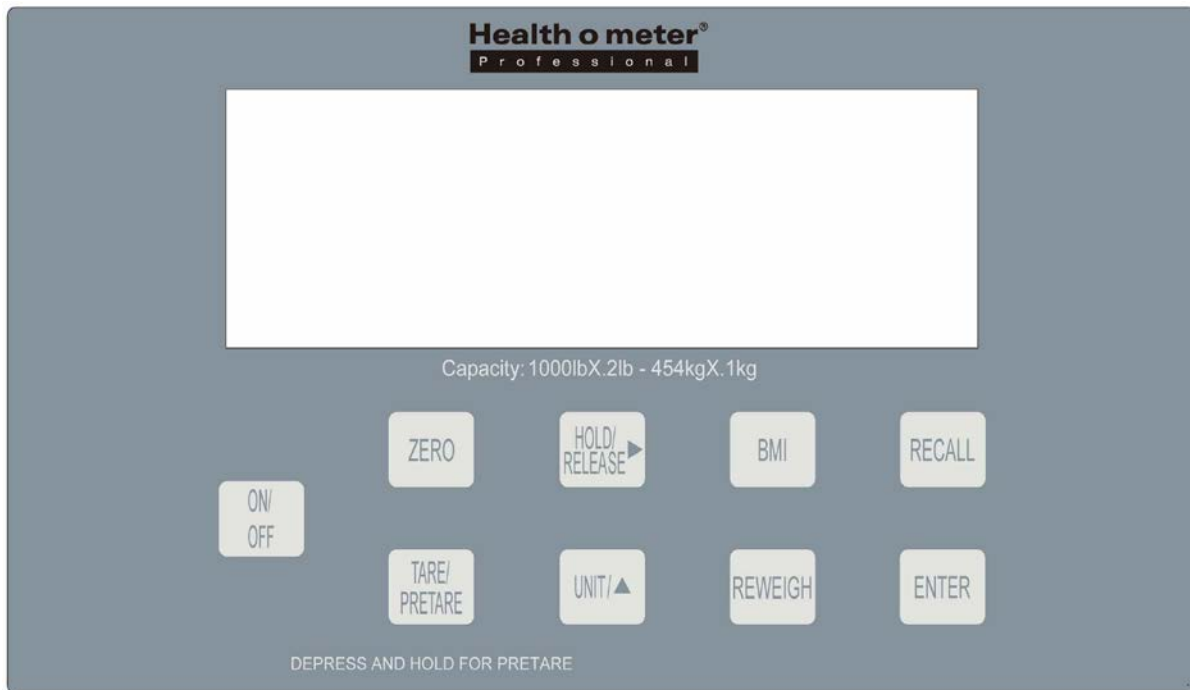 Health o meter®
Professional
Capacity: 1000lbX.2lb - 454kgX.1kg
ZERO
HOLD/
RELEASE▶
BMI
RECALL
ON/
OFF
TARE/
PRETARE
UNIT/▲
REWEIGH
ENTER
DEPRESS AND HOLD FOR PRETARE